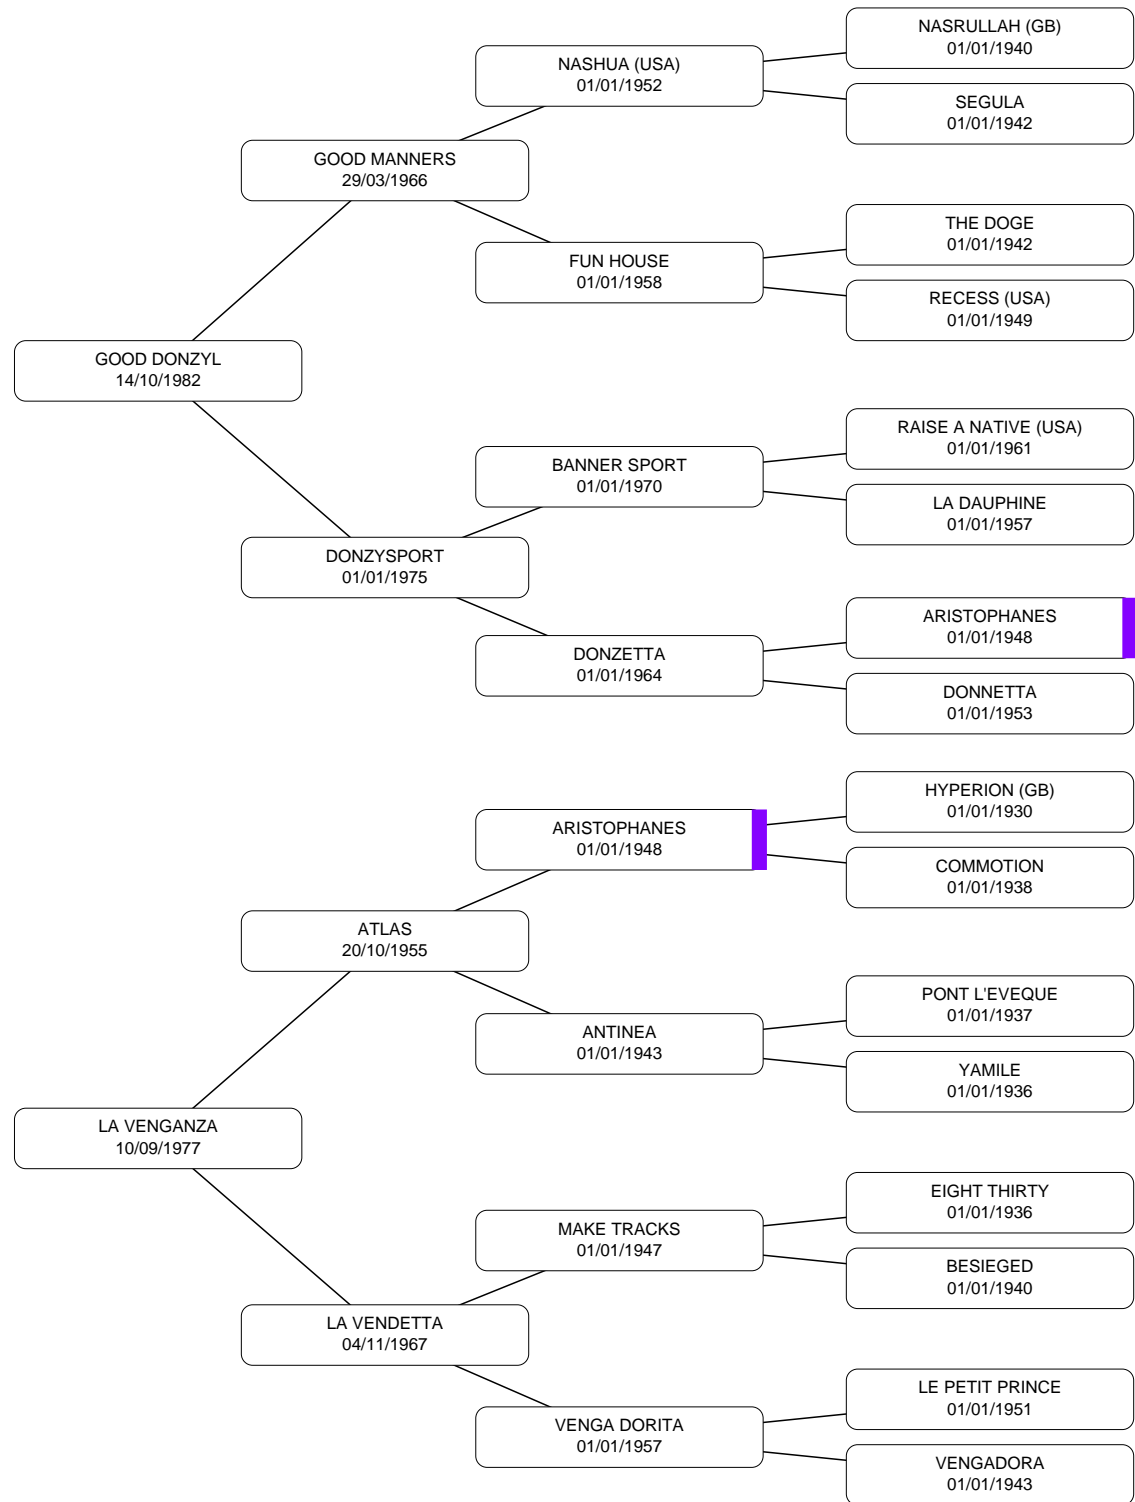 NASRULLAH (GB)
01/01/1940
NASHUA (USA)
01/01/1952
SEGULA
01/01/1942
GOOD MANNERS
29/03/1966
THE DOGE
01/01/1942
FUN HOUSE
01/01/1958
RECESS (USA)
01/01/1949
GOOD DONZYL
14/10/1982
RAISE A NATIVE (USA)
01/01/1961
BANNER SPORT
01/01/1970
LA DAUPHINE
01/01/1957
DONZYSPORT
01/01/1975
ARISTOPHANES
01/01/1948
DONZETTA
01/01/1964
DONNETTA
01/01/1953
HYPERION (GB)
01/01/1930
ARISTOPHANES
01/01/1948
COMMOTION
01/01/1938
ATLAS
20/10/1955
PONT L'EVEQUE
01/01/1937
ANTINEA
01/01/1943
YAMILE
01/01/1936
LA VENGANZA
10/09/1977
EIGHT THIRTY
01/01/1936
MAKE TRACKS
01/01/1947
BESIEGED
01/01/1940
LA VENDETTA
04/11/1967
LE PETIT PRINCE
01/01/1951
VENGA DORITA
01/01/1957
VENGADORA
01/01/1943